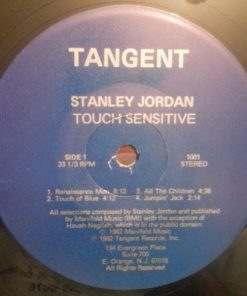 TANGENT
STANLEY JORDAN
TOUCH SENSITIVE
SIDE 1
33 1/3 RPM
1001
STEREO
1. Renaissance Man 8:12
2. Touch of Blue 4:12
3. All The Children 4:38
4. Jumpin' Jack 2:14
All selections composed by Stanley Jordan and published
by Manifold Music (BMI) with the exception of
Havah Nagilah, which is in the public domain.
© 1982 Manifold Music
℗ 1982 Tangent Records, Inc.
134 Evergreen Place
Suite 700
E. Orange, N.J. 07018
All Rights Reserved